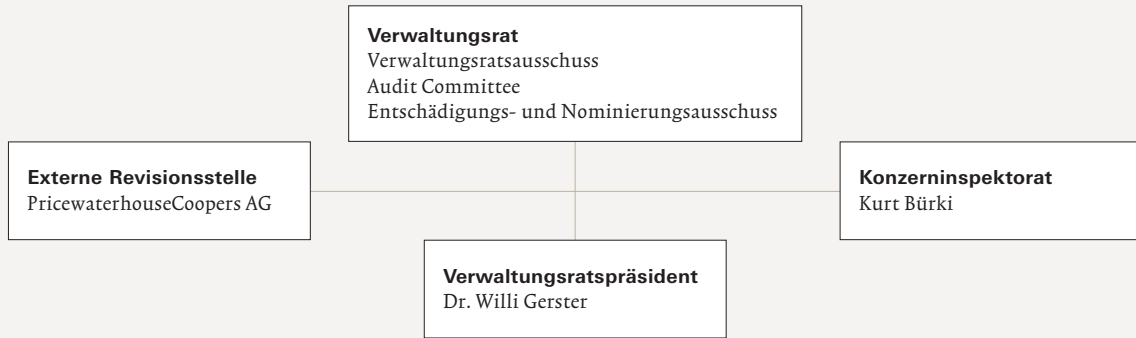 Verwaltungsrat
Verwaltungsratsausschuss
Audit Committee
Entschädigungs- und Nominierungsausschuss
Externe Revisionsstelle
PricewaterhouseCoopers AG
Konzerninspektorat
Kurt Bürki
Verwaltungsratspräsident
Dr. Willi Gerster